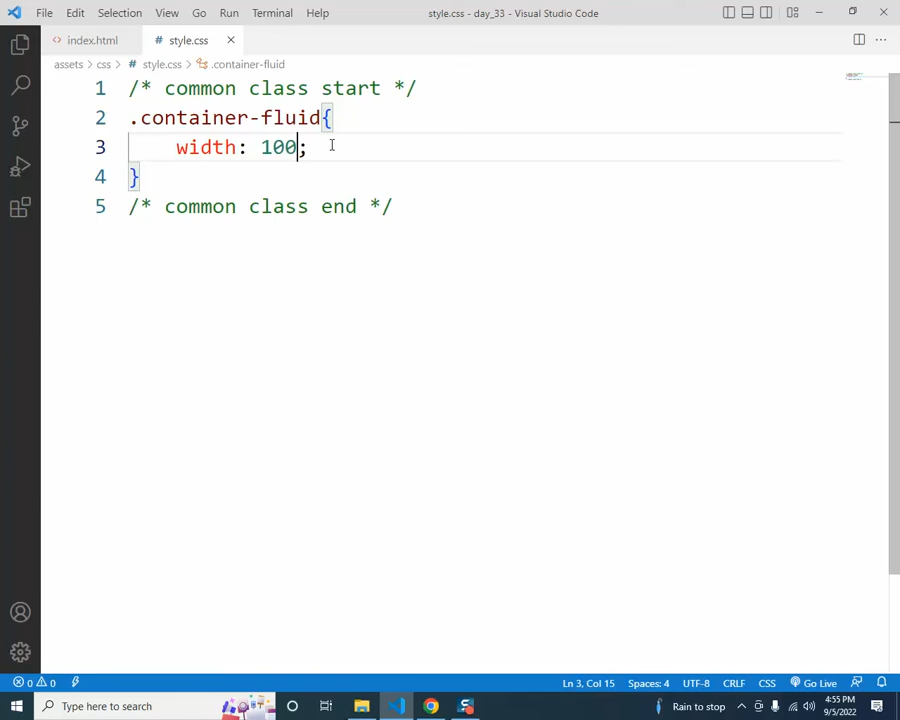 File Edit Selection View Go Run Terminal Help style.css - day_33 - Visual Studio Code
<> index.html # style.css
assets > css > # style.css > .container-fluid
1 /* common class start */
2 .container-fluid{
3 width: 100;
4 }
5 /* common class end */
0 0 Ln 3, Col 15 Spaces: 4 UTF-8 CRLF CSS Go Live
Type here to search Rain to stop 4:55 PM
9/5/2022